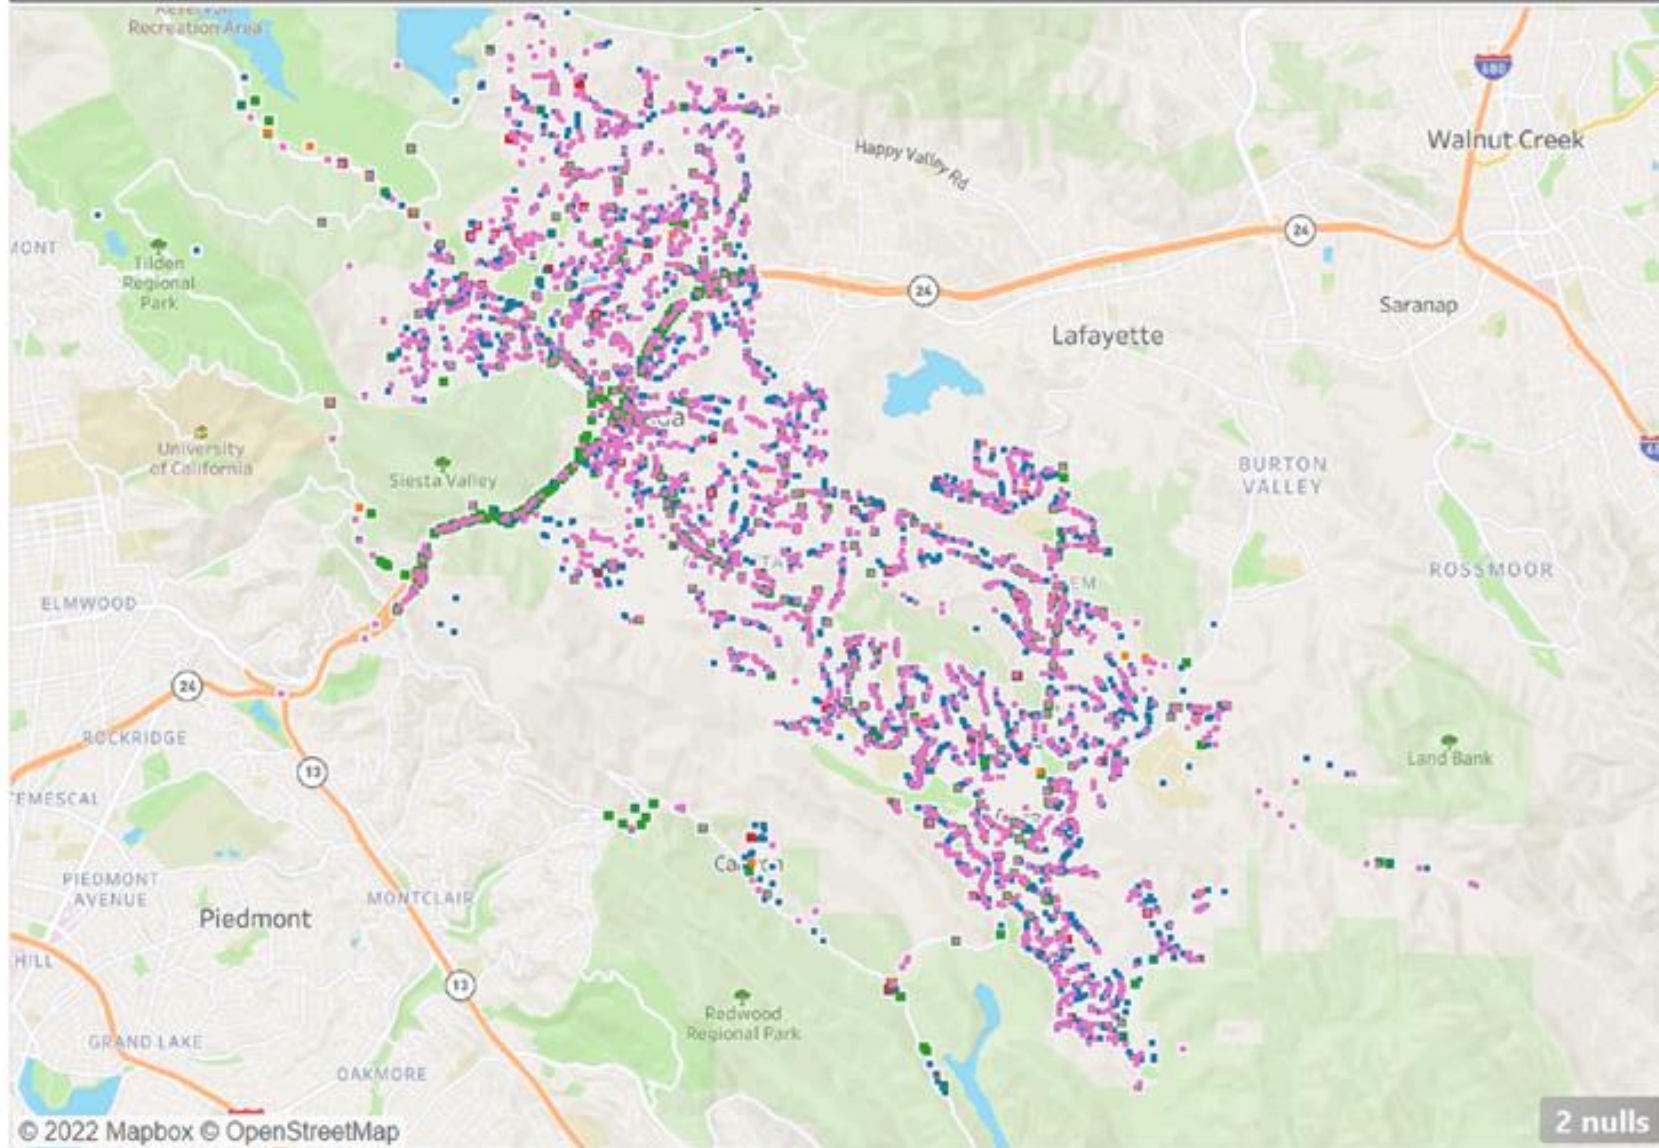 Reservoir
Recreation Area
680
Walnut Creek
Happy Valley Rd
24
Tilden
Regional
Park
24
Saranap
Lafayette
University
of California
Siesta Valley
BURTON
VALLEY
ROSSMOOR
ELMWOOD
24
ROCKRIDGE
13
Land Bank
TEMESCAL
PIEDMONT
AVENUE
MONTCLAIR
Piedmont
HILL
13
Redwood
Regional Park
GRAND LAKE
OAKMORE
© 2022 Mapbox © OpenStreetMap
2 nulls